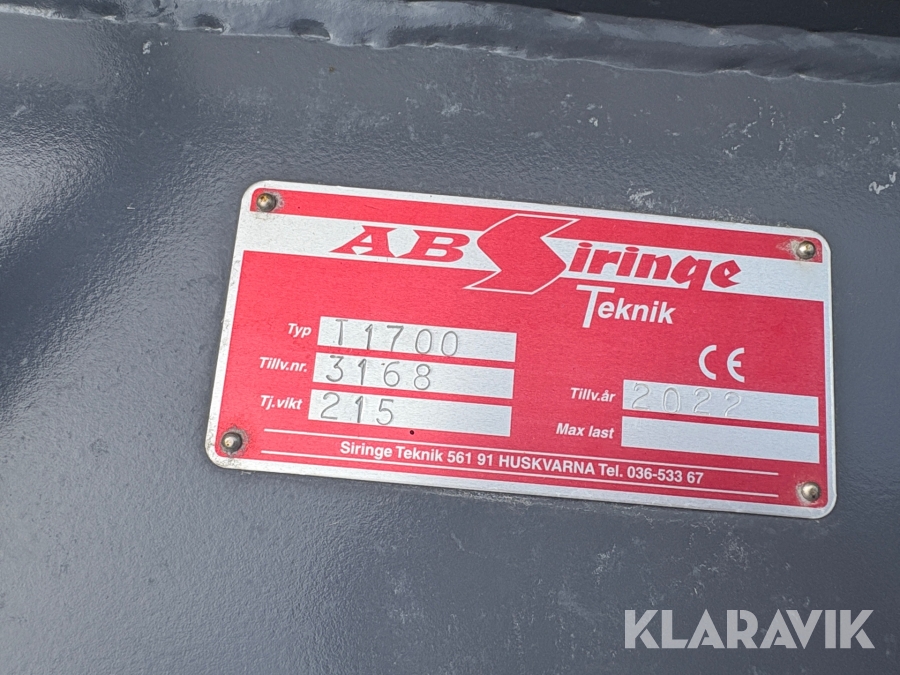 AB Siringe
Teknik
Typ T1700
Tillv.nr. 3168
Tj.vikt 215
CE
Tillv.år 2022
Max last
Siringe Teknik 561 91 HUSKVARNA Tel. 036-533 67
KLARAVIK